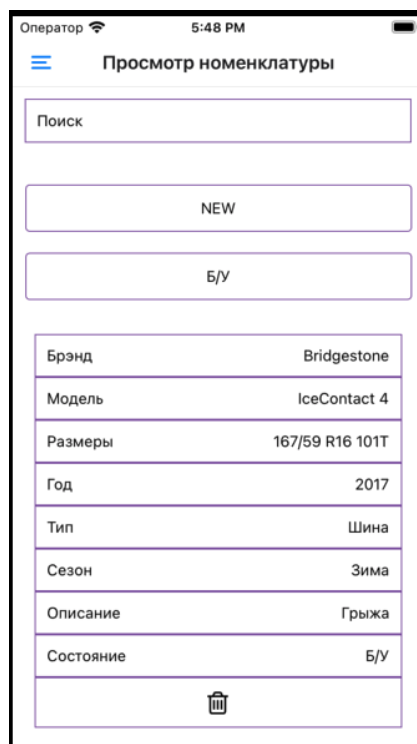 Оператор 5:48 PM
Просмотр номенклатуры
Поиск
NEW
Б/У
Брэнд Bridgestone
Модель IceContact 4
Размеры 167/59 R16 101T
Год 2017
Тип Шина
Сезон Зима
Описание Грыжа
Состояние Б/У